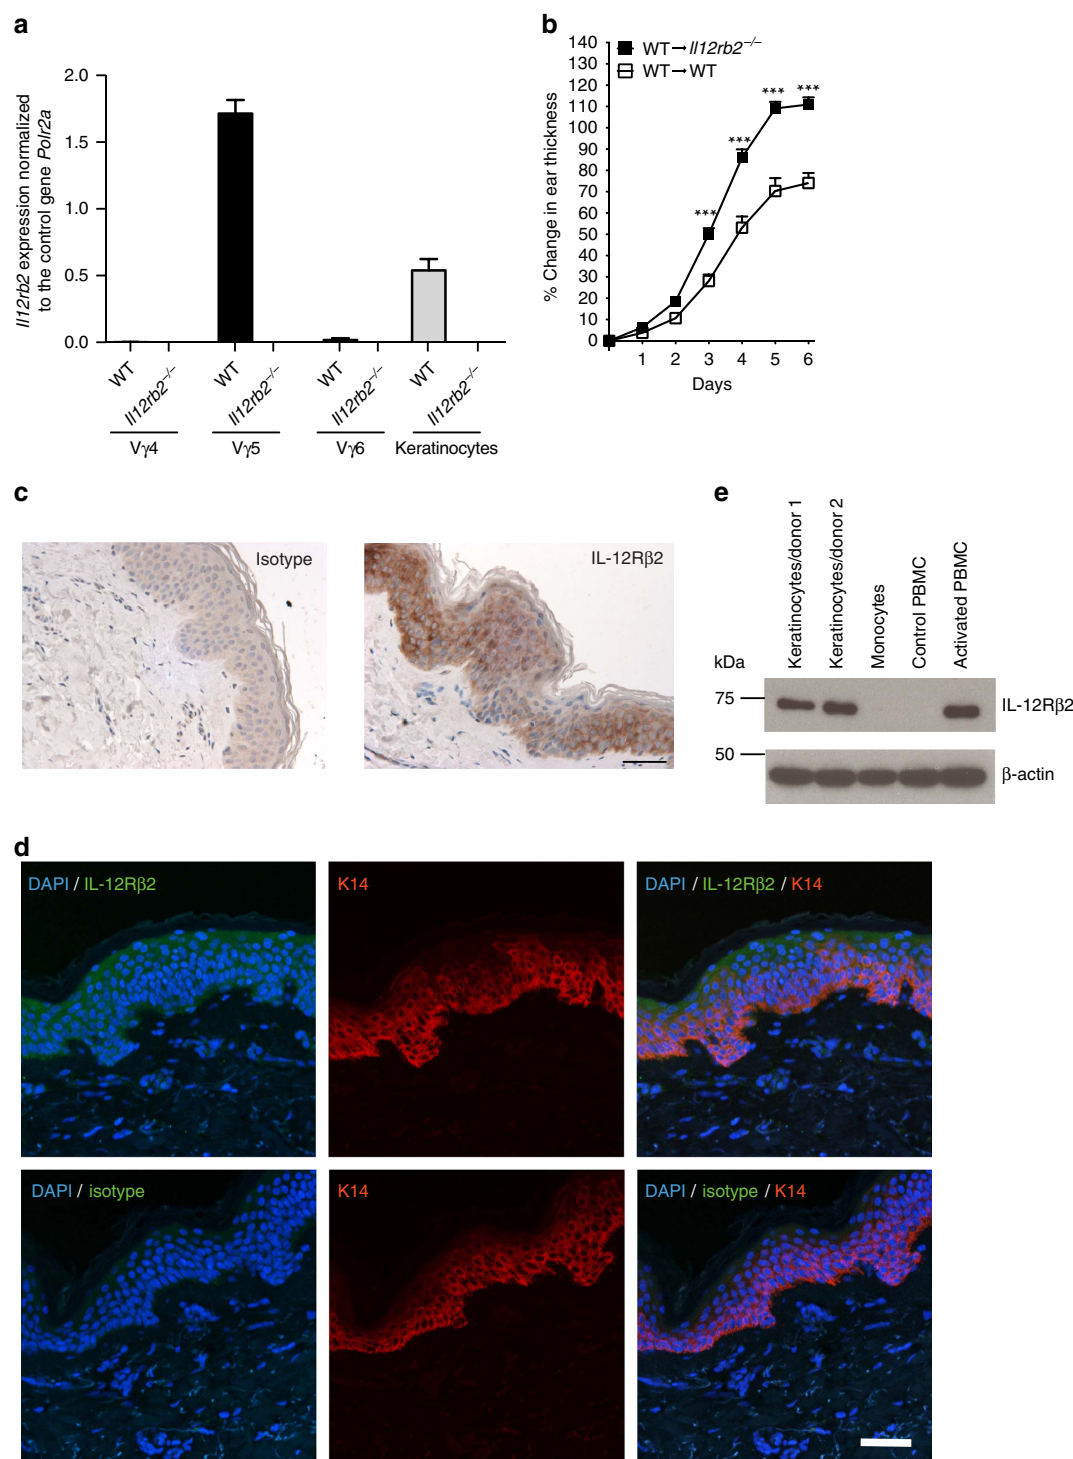 a
Il12rb2 expression normalized
to the control gene Polr2a
2.0
1.5
1.0
0.5
0.0
WT
Il12rb2−/−
WT
Il12rb2−/−
WT
Il12rb2−/−
WT
Il12rb2−/−
Vγ4
Vγ5
Vγ6
Keratinocytes
b
% Change in ear thickness
140
130
120
110
100
90
80
70
60
50
40
30
20
10
0
WT→Il12rb2−/−
WT→WT
***
***
***
***
1 2 3 4 5 6
Days
c
Isotype
IL-12Rβ2
e
Keratinocytes/donor 1
Keratinocytes/donor 2
Monocytes
Control PBMC
Activated PBMC
kDa
75
IL-12Rβ2
50
β-actin
d
DAPI / IL-12Rβ2
K14
DAPI / IL-12Rβ2 / K14
DAPI / isotype
K14
DAPI / isotype / K14